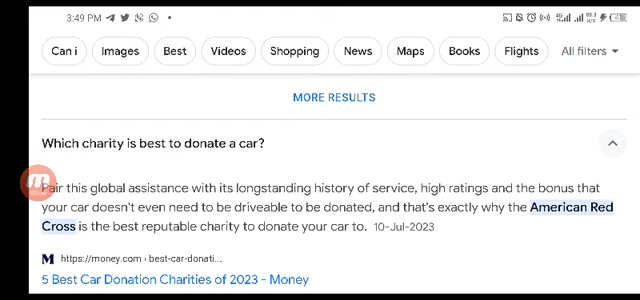 3:49 PM
Can i Images Best Videos Shopping News Maps Books Flights All filters
MORE RESULTS
Which charity is best to donate a car?
Pair this global assistance with its longstanding history of service, high ratings and the bonus that
your car doesn't even need to be driveable to be donated, and that's exactly why the American Red
Cross is the best reputable charity to donate your car to. 10-Jul-2023
M https://money.com › best-car-donati...
5 Best Car Donation Charities of 2023 - Money